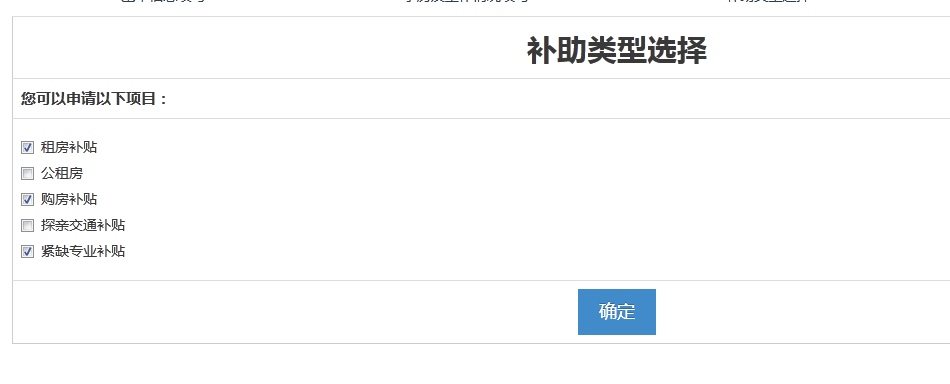 补助类型选择
您可以申请以下项目：
租房补贴
公租房
购房补贴
探亲交通补贴
紧缺专业补贴
确定